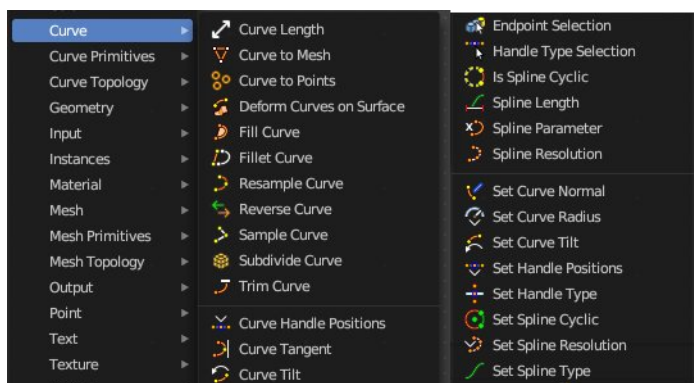 Curve
Curve Primitives
Curve Topology
Geometry
Input
Instances
Material
Mesh
Mesh Primitives
Mesh Topology
Output
Point
Text
Texture
Curve Length
Curve to Mesh
Curve to Points
Deform Curves on Surface
Fill Curve
Fillet Curve
Resample Curve
Reverse Curve
Sample Curve
Subdivide Curve
Trim Curve
Curve Handle Positions
Curve Tangent
Curve Tilt
Endpoint Selection
Handle Type Selection
Is Spline Cyclic
Spline Length
Spline Parameter
Spline Resolution
Set Curve Normal
Set Curve Radius
Set Curve Tilt
Set Handle Positions
Set Handle Type
Set Spline Cyclic
Set Spline Resolution
Set Spline Type